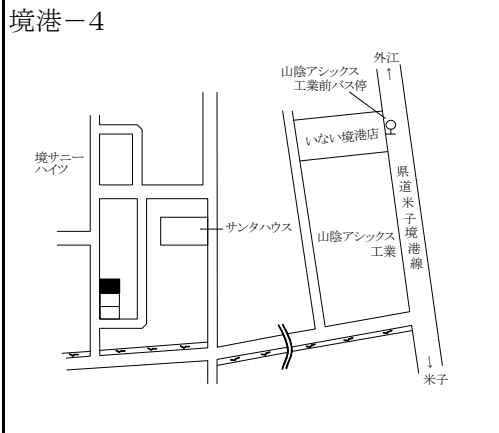 境港－4
外江
↑
山陰アシックス
工業前バス停
いない境港店
境サニー
ハイツ
県道米子境港線
サンタハウス
山陰アシックス
工業
↓
米子